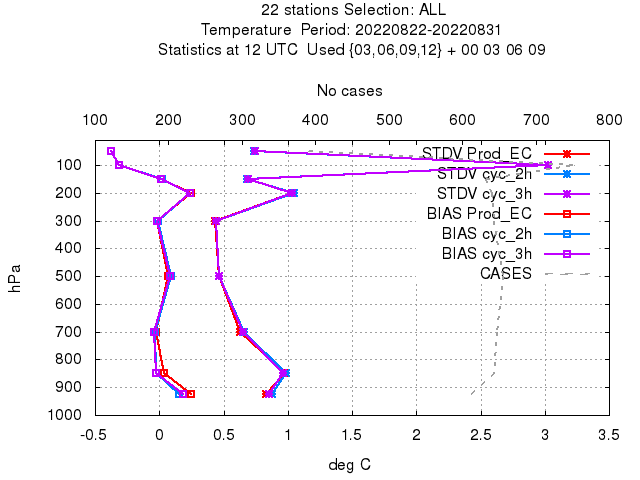 22 stations Selection: ALL
Temperature  Period: 20220822-20220831
Statistics at 12 UTC  Used {03,06,09,12} + 00 03 06 09
No cases
100 200 300 400 500 600 700 800
STDV Prod_EC
STDV cyc_2h
STDV cyc_3h
BIAS Prod_EC
BIAS cyc_2h
BIAS cyc_3h
CASES
100
200
300
400
500
600
700
800
900
1000
hPa
-0.5 0 0.5 1 1.5 2 2.5 3 3.5
deg C